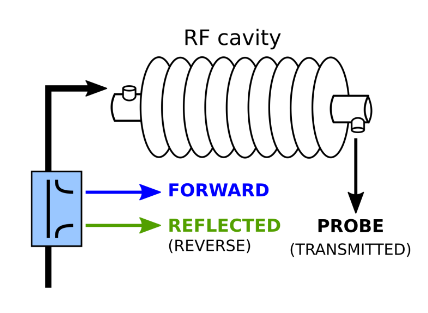 RF cavity
FORWARD
REFLECTED
(REVERSE)
PROBE
(TRANSMITTED)